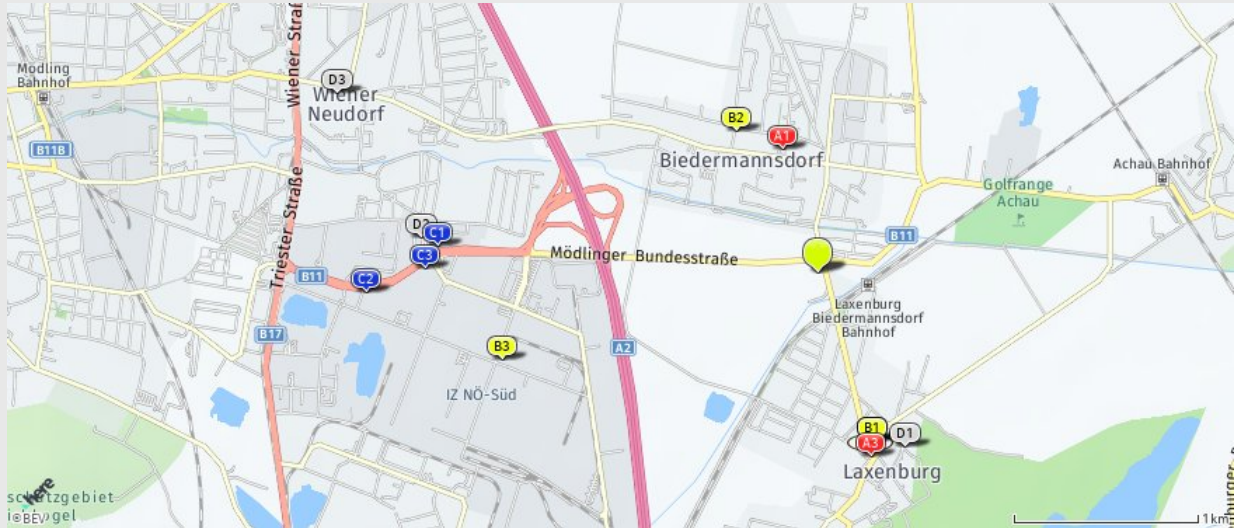 Mödling
Bahnhof
B11B
D3
Wiener
Neudorf
Wiener Straß
Triester Straße
B2
A1
Biedermannsdorf
Achau Bahnhof
Golfrange
Achau
C1
C3
C2
B11
Mödlinger Bundesstraße
B11
Laxenburg
Biedermannsdorf
Bahnhof
B17
B3
A2
IZ NÖ-Süd
B1
D1
A3
Laxenburg
here
©BEV
1km